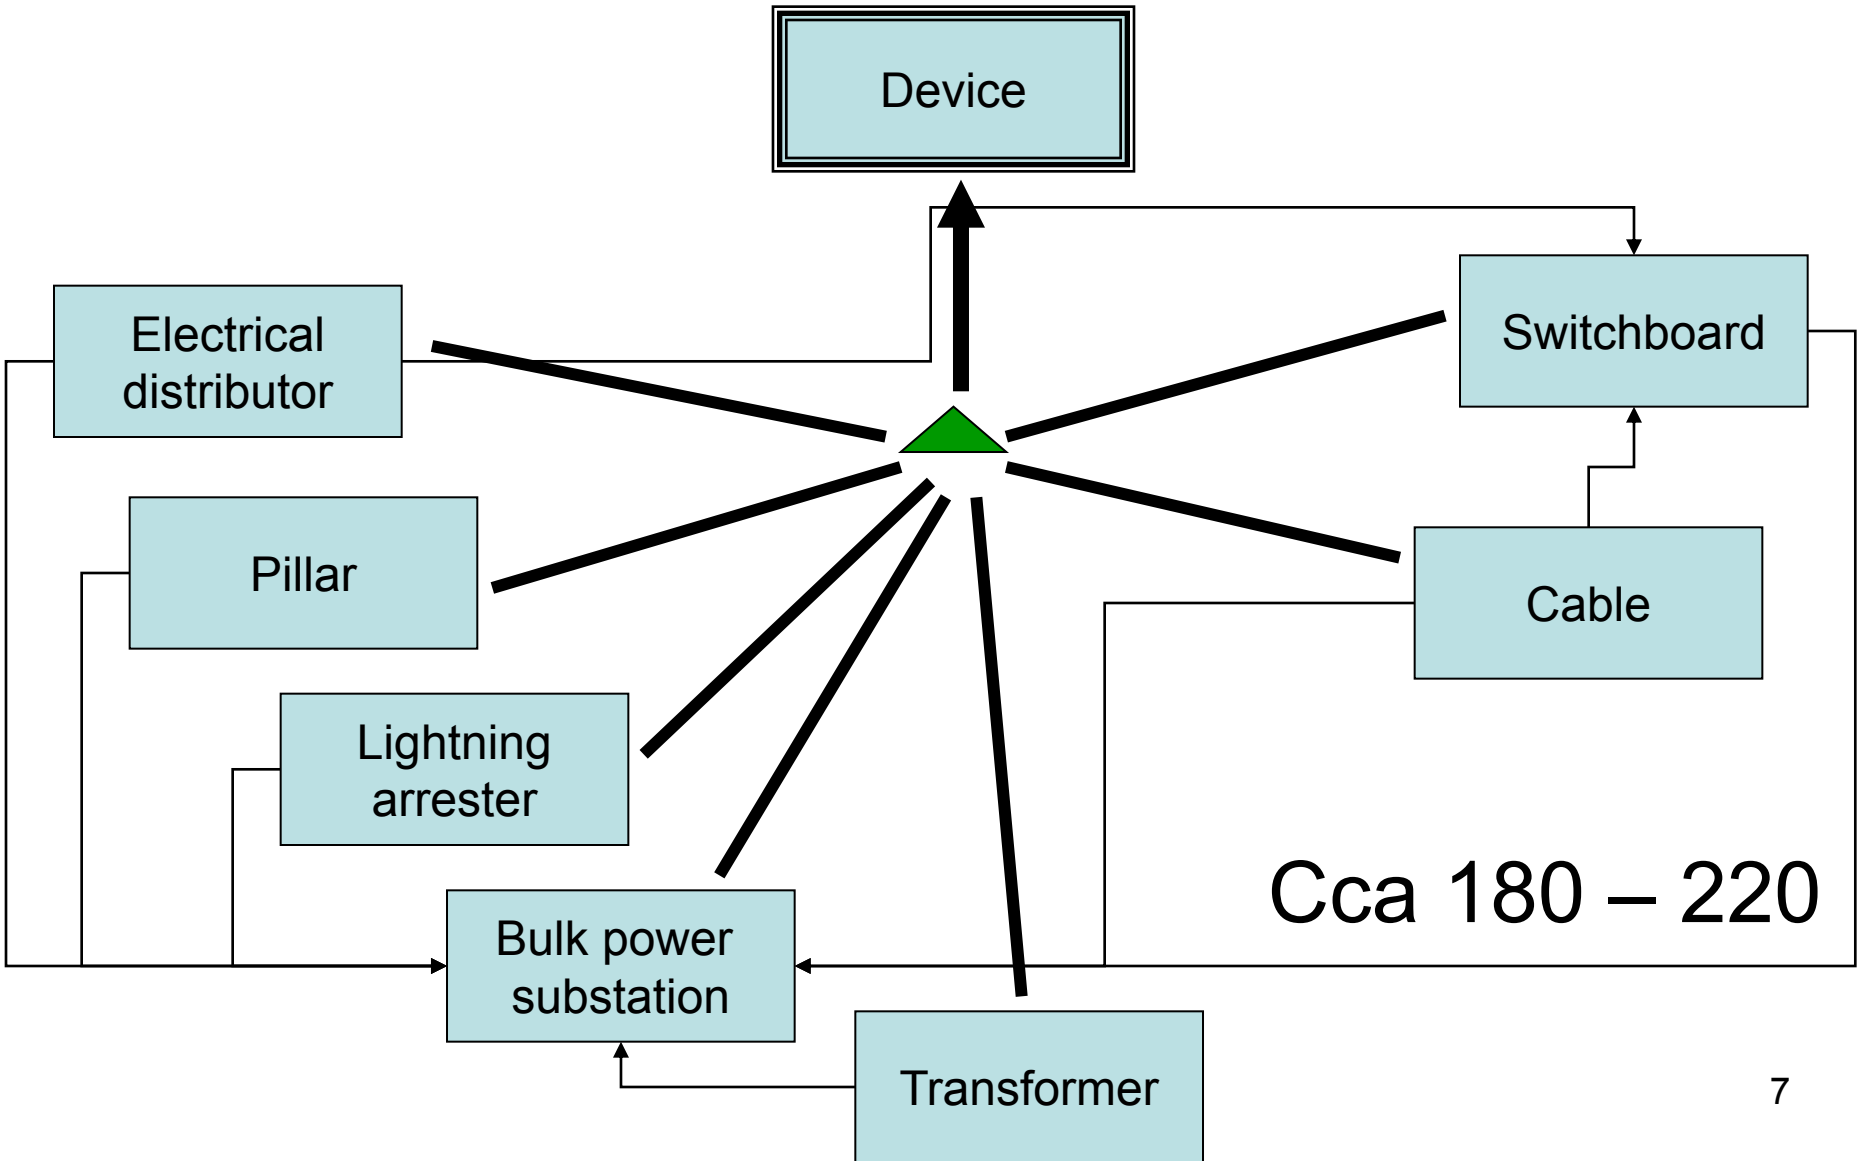 Device
Electrical
distributor
Switchboard
Pillar
Cable
Lightning
arrester
Cca 180 – 220
Bulk power
substation
Transformer
7